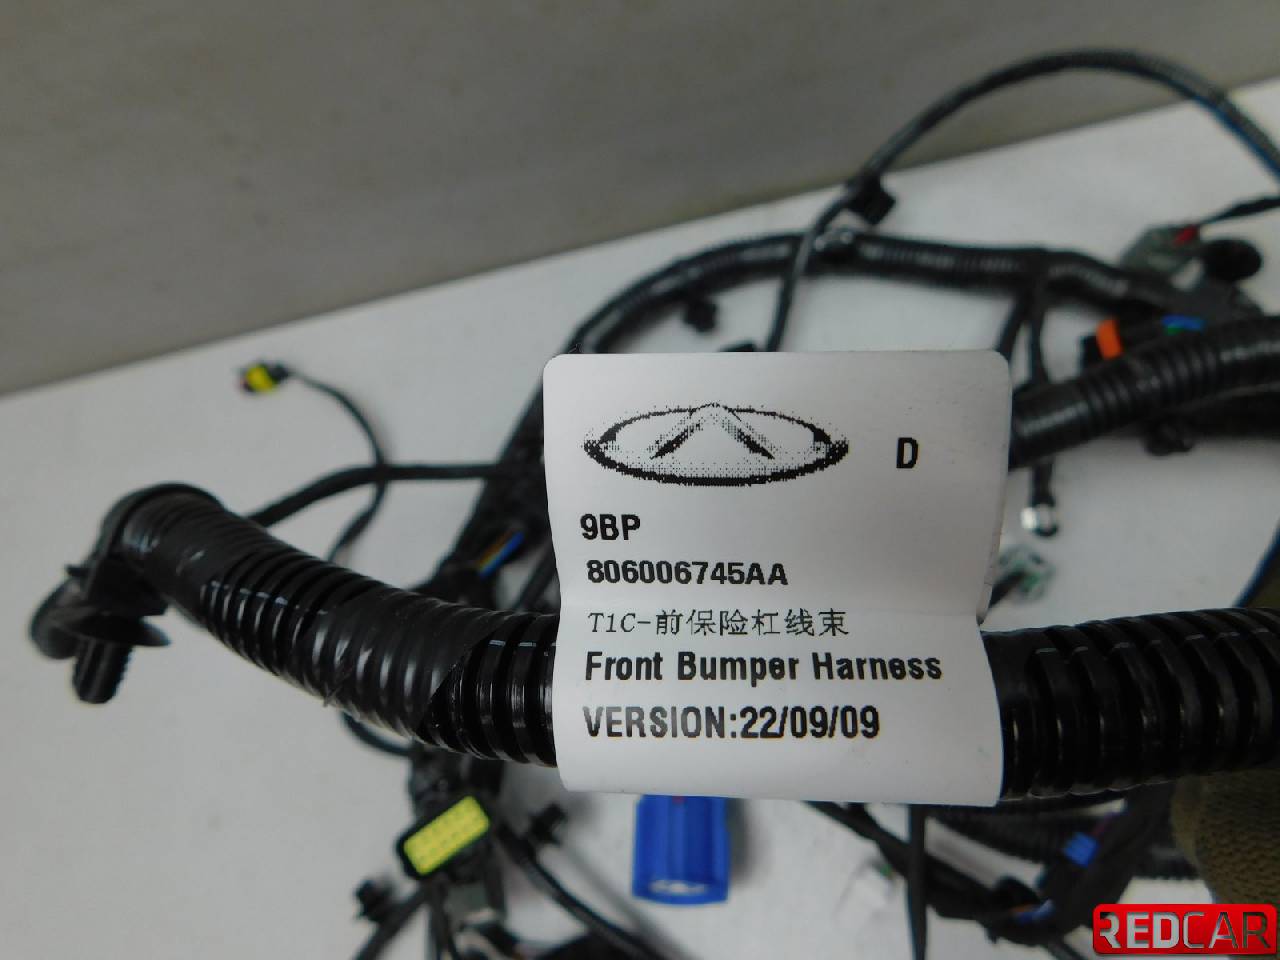 D
9BP
806006745AA
T1C-前保险杠线束
Front Bumper Harness
VERSION:22/09/09
REDCAR